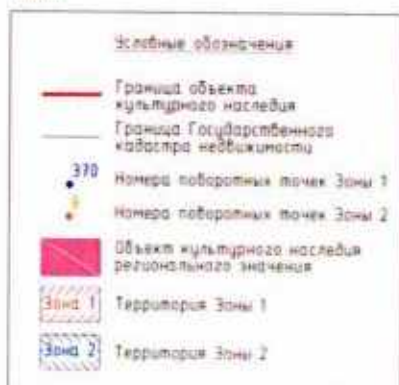 Условные обозначения
Граница объекта
культурного наследия
Граница Государственного
кадастра недвижимости
370
Номера поворотных точек Зоны 1
Номера поворотных точек Зоны 2
Объект культурного наследия
регионального значения
Зона 1
Территория Зоны 1
Зона 2
Территория Зоны 2